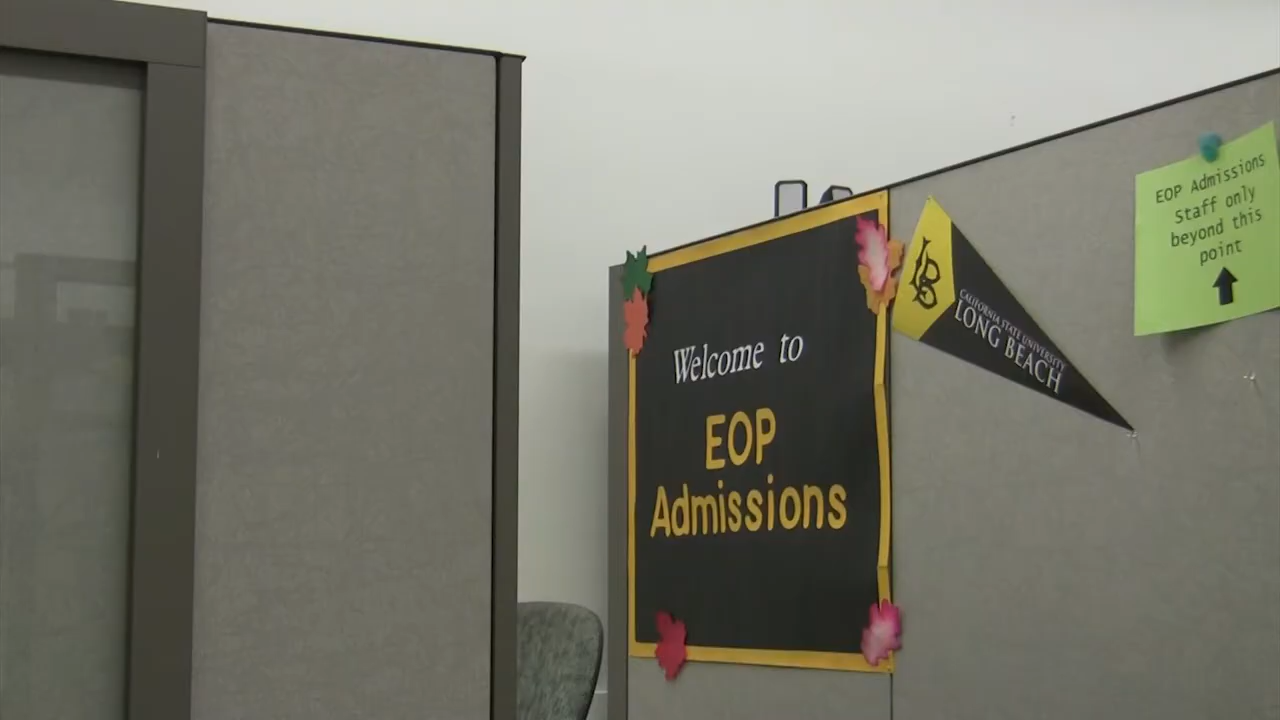 Welcome to
EOP
Admissions
LB
CALIFORNIA STATE UNIVERSITY
LONG BEACH
EOP Admissions
Staff only
beyond this
point